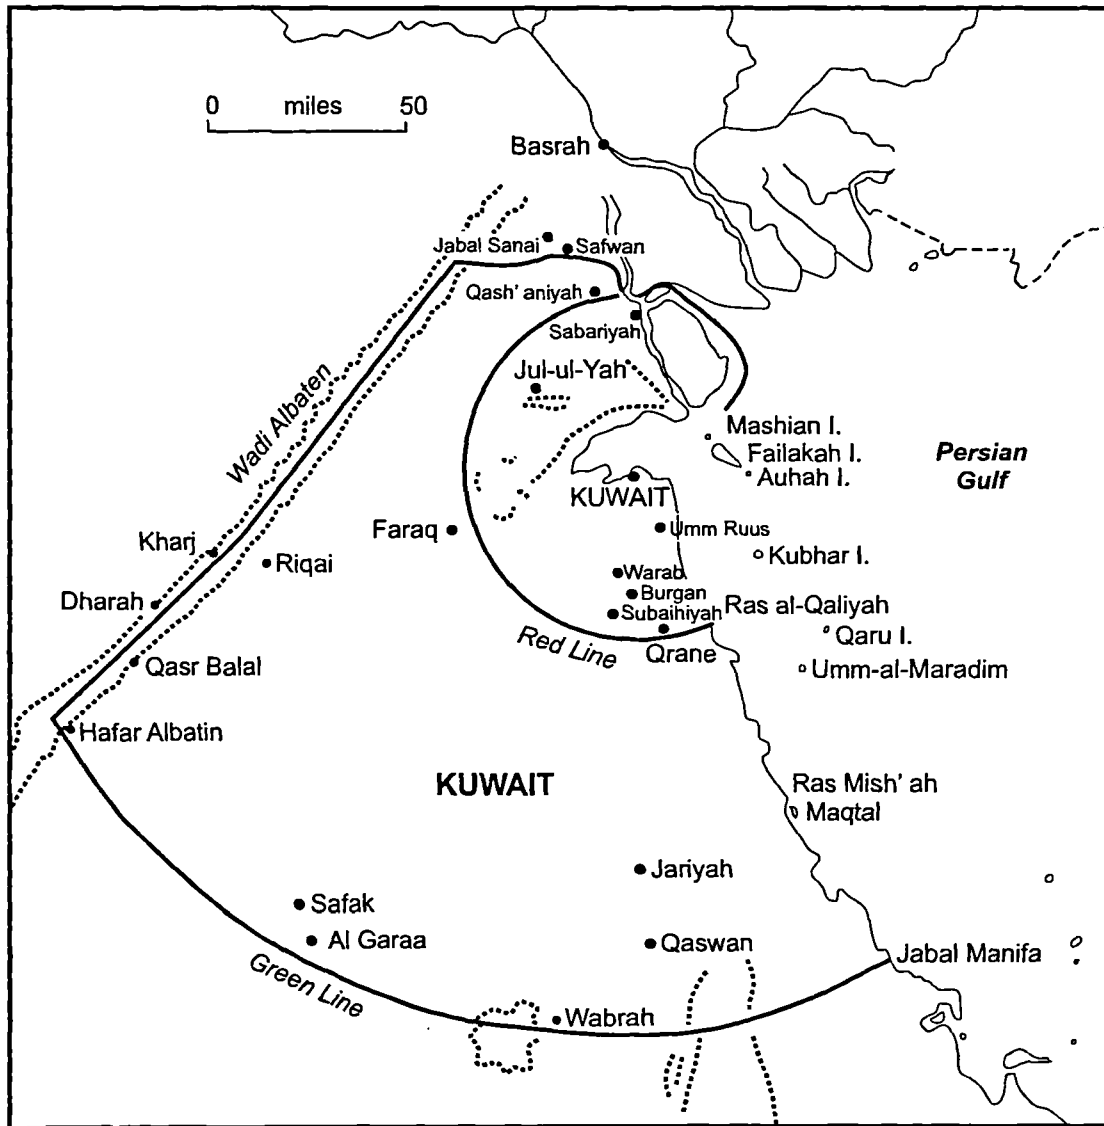 0 miles 50
Basrah
Jabal Sanai
Safwan
Qash' aniyah
Sabariyah
Jul-ul-Yah
Wadi Albaten
Mashian I.
Failakah I.
Auhah I.
Persian
Gulf
KUWAIT
Faraq
Umm Ruus
Kharj
Riqai
Kubhar I.
Warab
Burgan
Dharah
Subaihiyah
Ras al-Qaliyah
Red Line
Qrane
Qaru I.
Qasr Balal
Umm-al-Maradim
Hafar Albatin
KUWAIT
Ras Mish' ah
Maqtal
Jariyah
Safak
Al Garaa
Qaswan
Jabal Manifa
Green Line
Wabrah